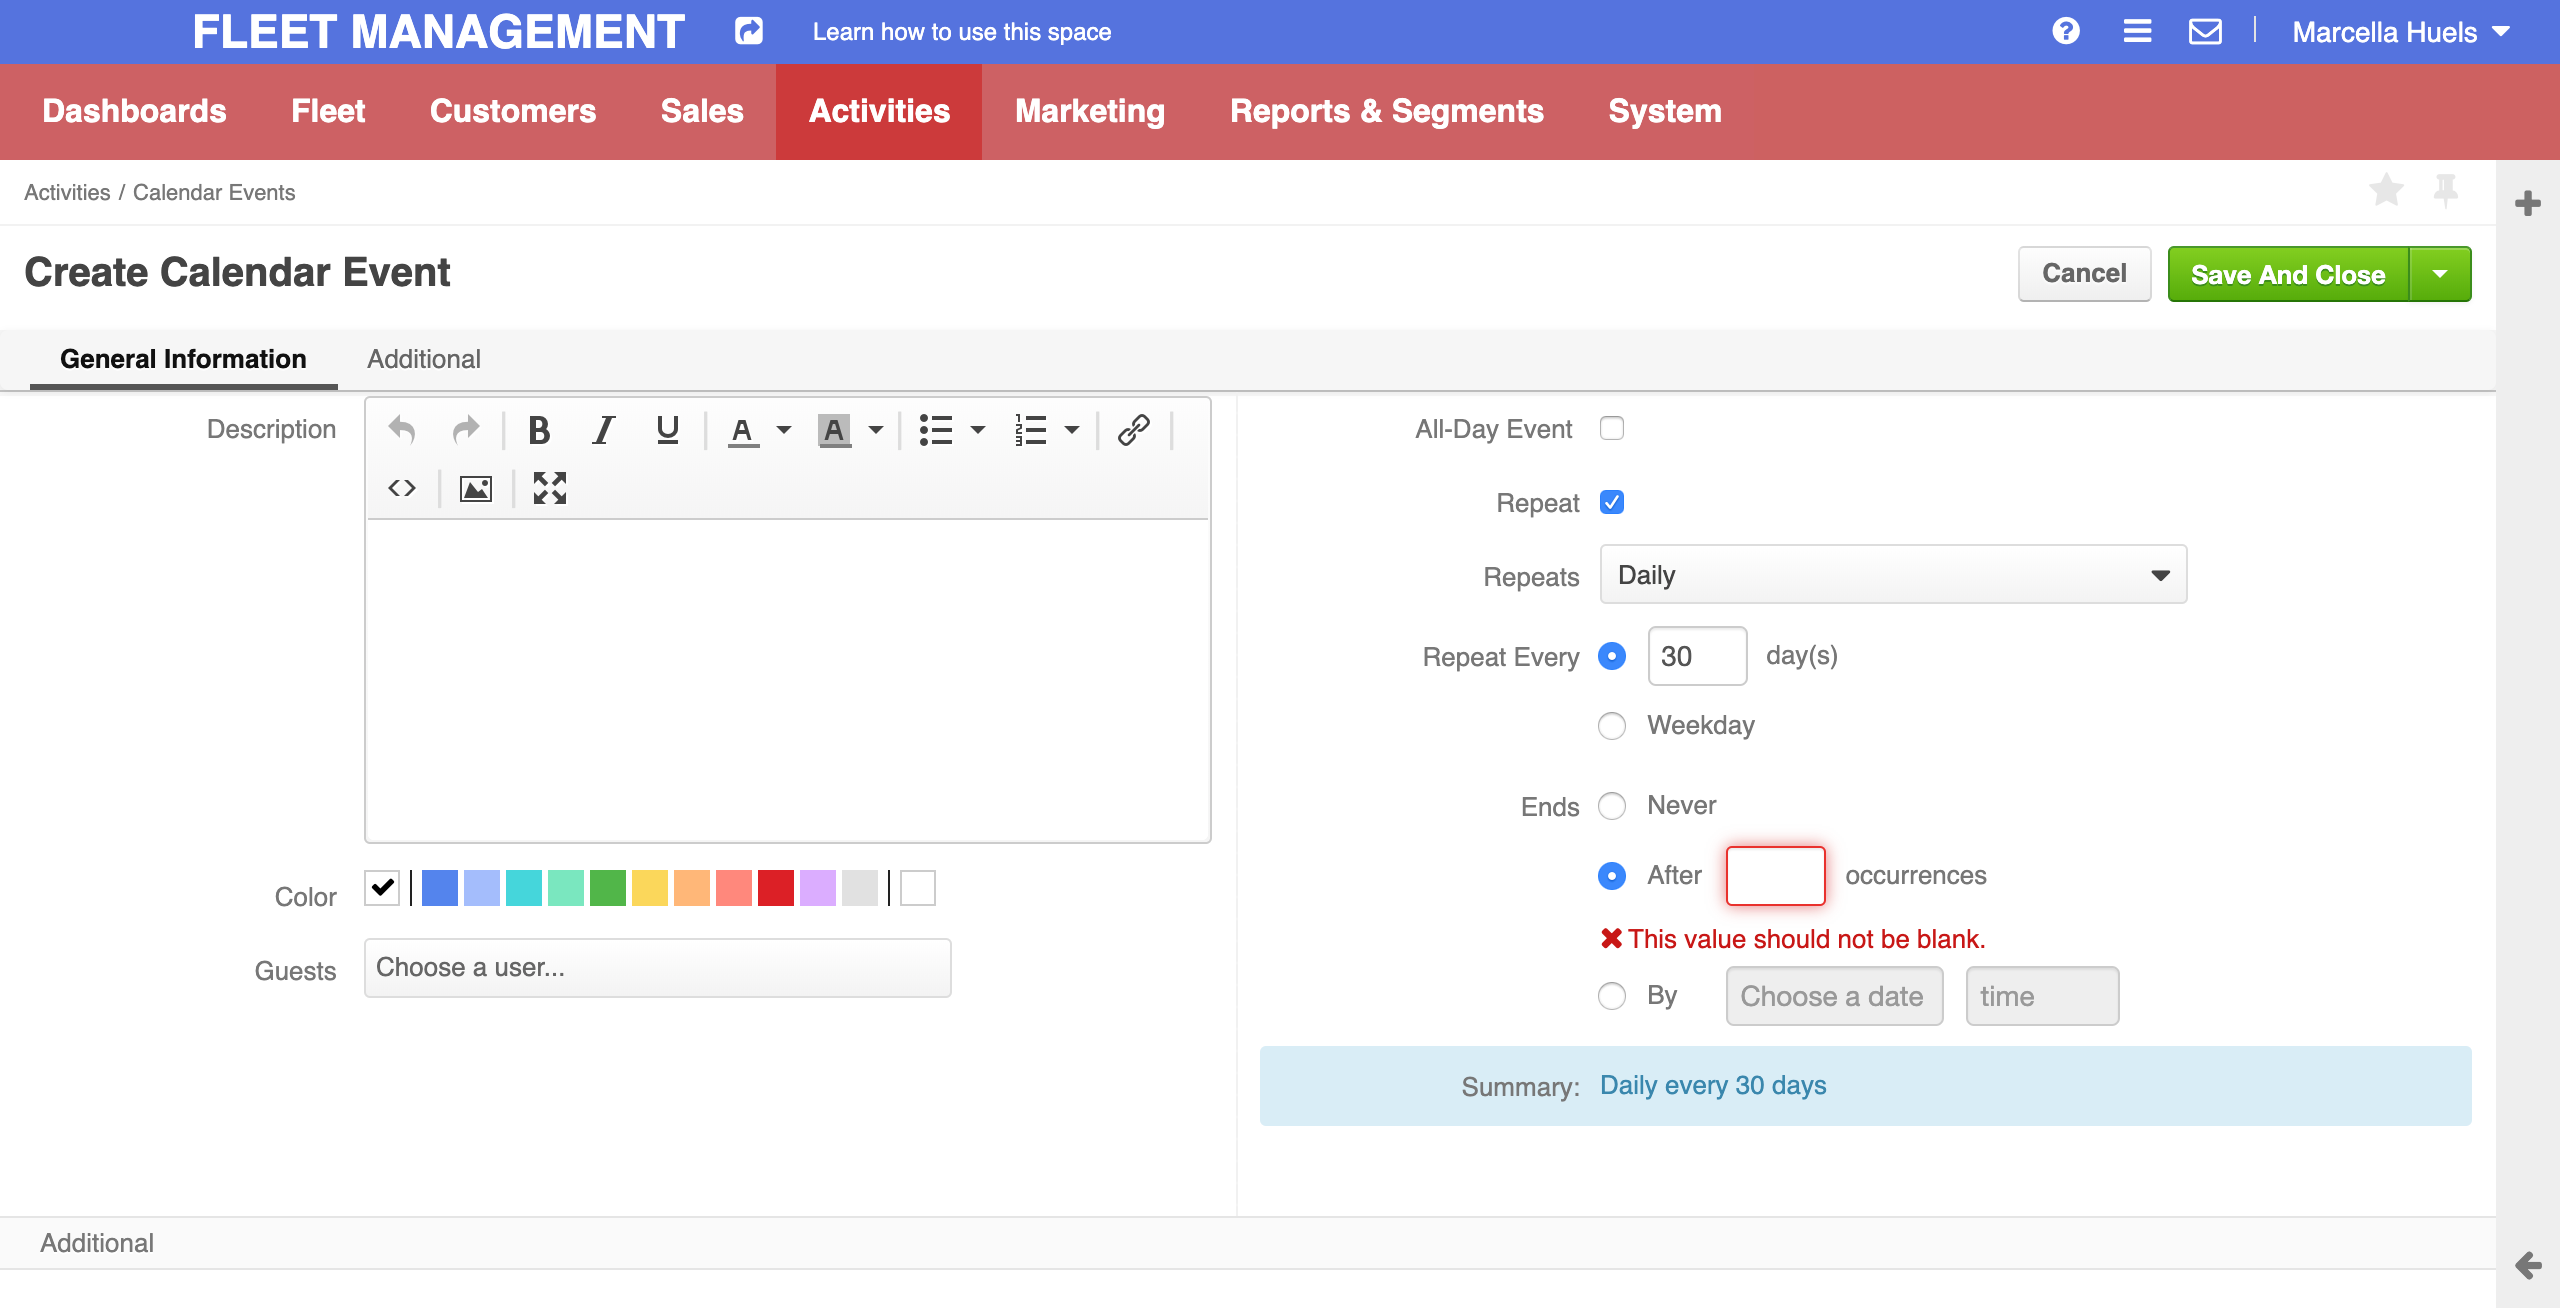 FLEET MANAGEMENT Learn how to use this space Marcella Huels
Dashboards Fleet Customers Sales Activities Marketing Reports & Segments System
Activities / Calendar Events
Create Calendar Event
Cancel
Save And Close
General Information
Additional
Description
B I U A A
Color
Guests
Choose a user...
All-Day Event
Repeat
Repeats
Daily
Repeat Every
30
day(s)
Weekday
Ends
Never
After
occurrences
This value should not be blank.
By
Choose a date
time
Summary:
Daily every 30 days
Additional